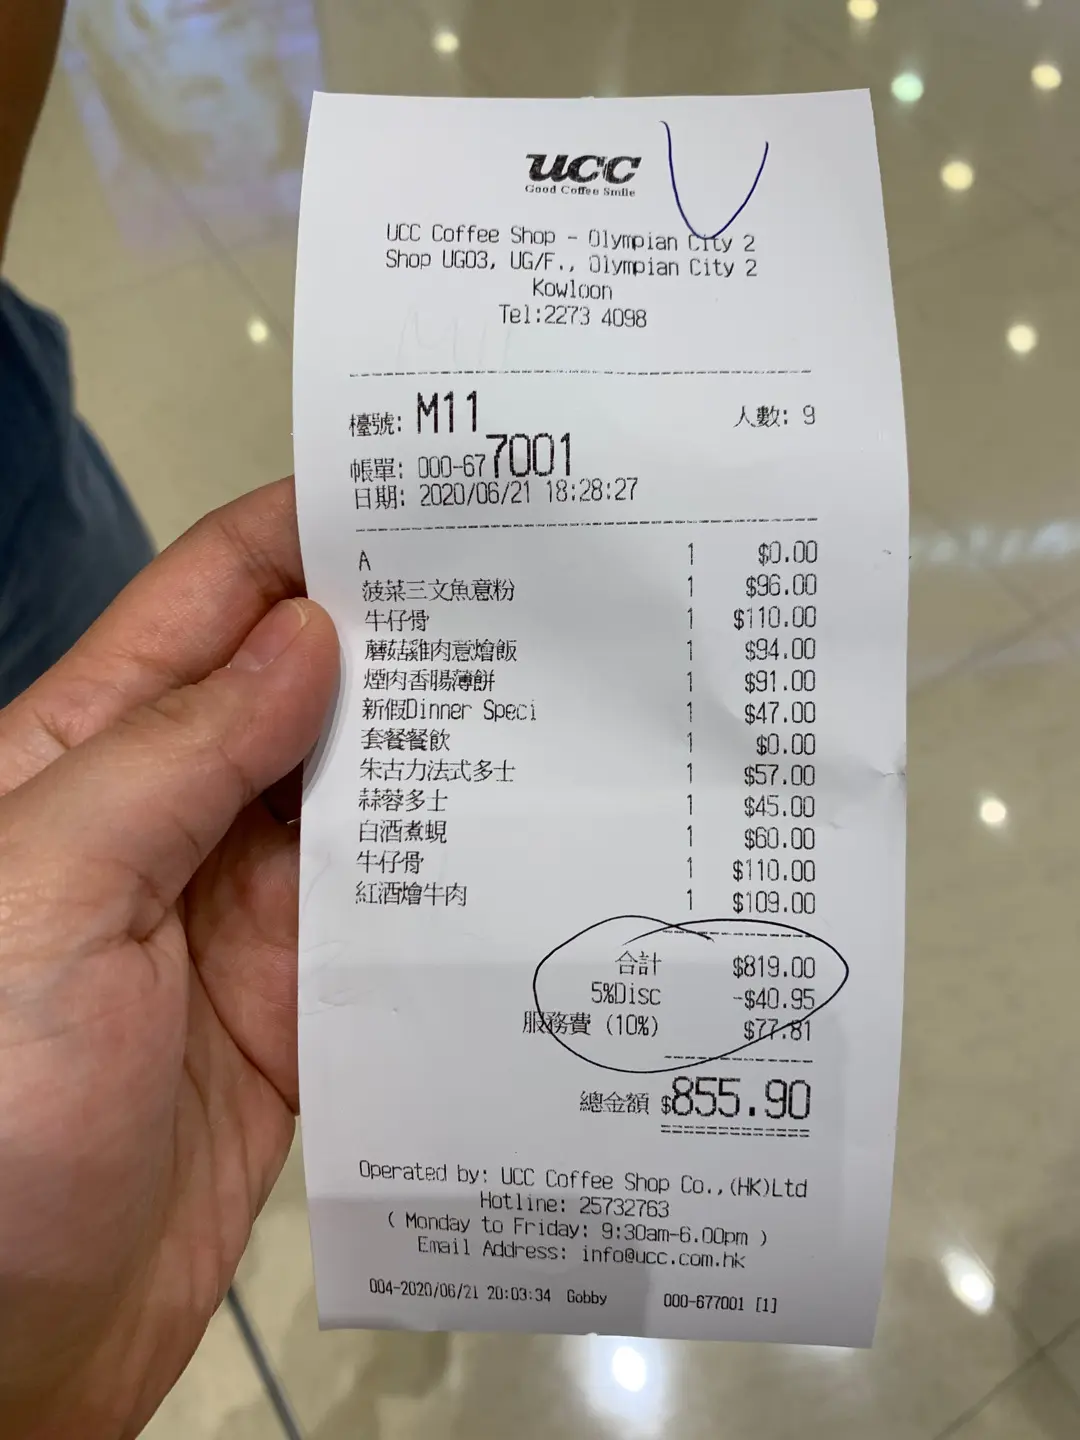 UCC
Good Coffee Smile
UCC Coffee Shop - Olympian City 2
Shop UG03, UG/F., Olympian City 2
Kowloon
Tel:2273 4098
檯號: M11 人數: 9
帳單: 000-677001
日期: 2020/06/21 18:28:27
A 1 $0.00
菠菜三文魚意粉 1 $96.00
牛仔骨 1 $110.00
蘑菇雞肉意燴飯 1 $94.00
煙肉香腸薄餅 1 $91.00
新假Dinner Speci 1 $47.00
套餐餐飲 1 $0.00
朱古力法式多士 1 $57.00
蒜蓉多士 1 $45.00
白酒煮蜆 1 $60.00
牛仔骨 1 $110.00
紅酒燴牛肉 1 $109.00
合計 $819.00
5%Disc -$40.95
服務費 (10%) $77.81
總金額 $855.90
Operated by: UCC Coffee Shop Co.,(HK)Ltd
Hotline: 25732763
( Monday to Friday: 9:30am-6.00pm )
Email Address: info@ucc.com.hk
004-2020/06/21 20:03:34 Gobby 000-677001 [1]